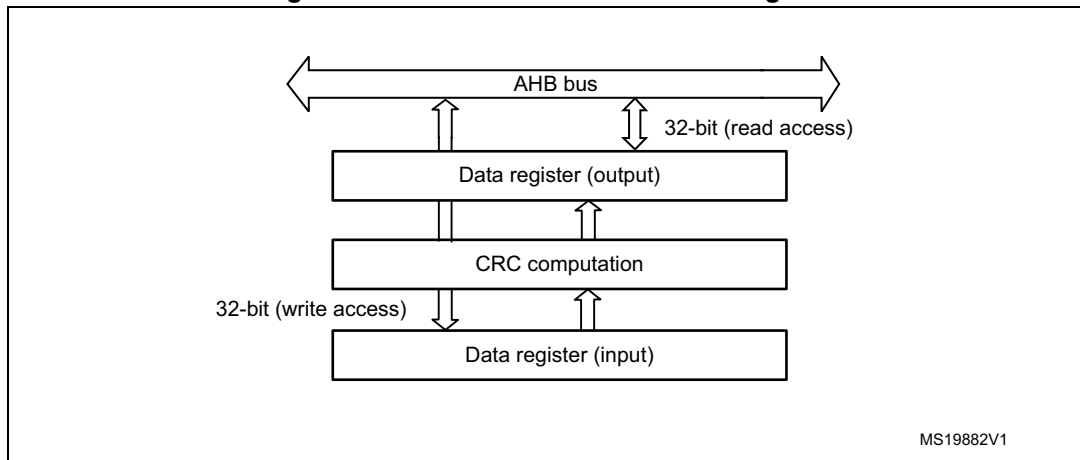 AHB bus
32-bit (read access)
Data register (output)
CRC computation
32-bit (write access)
Data register (input)
MS19882V1